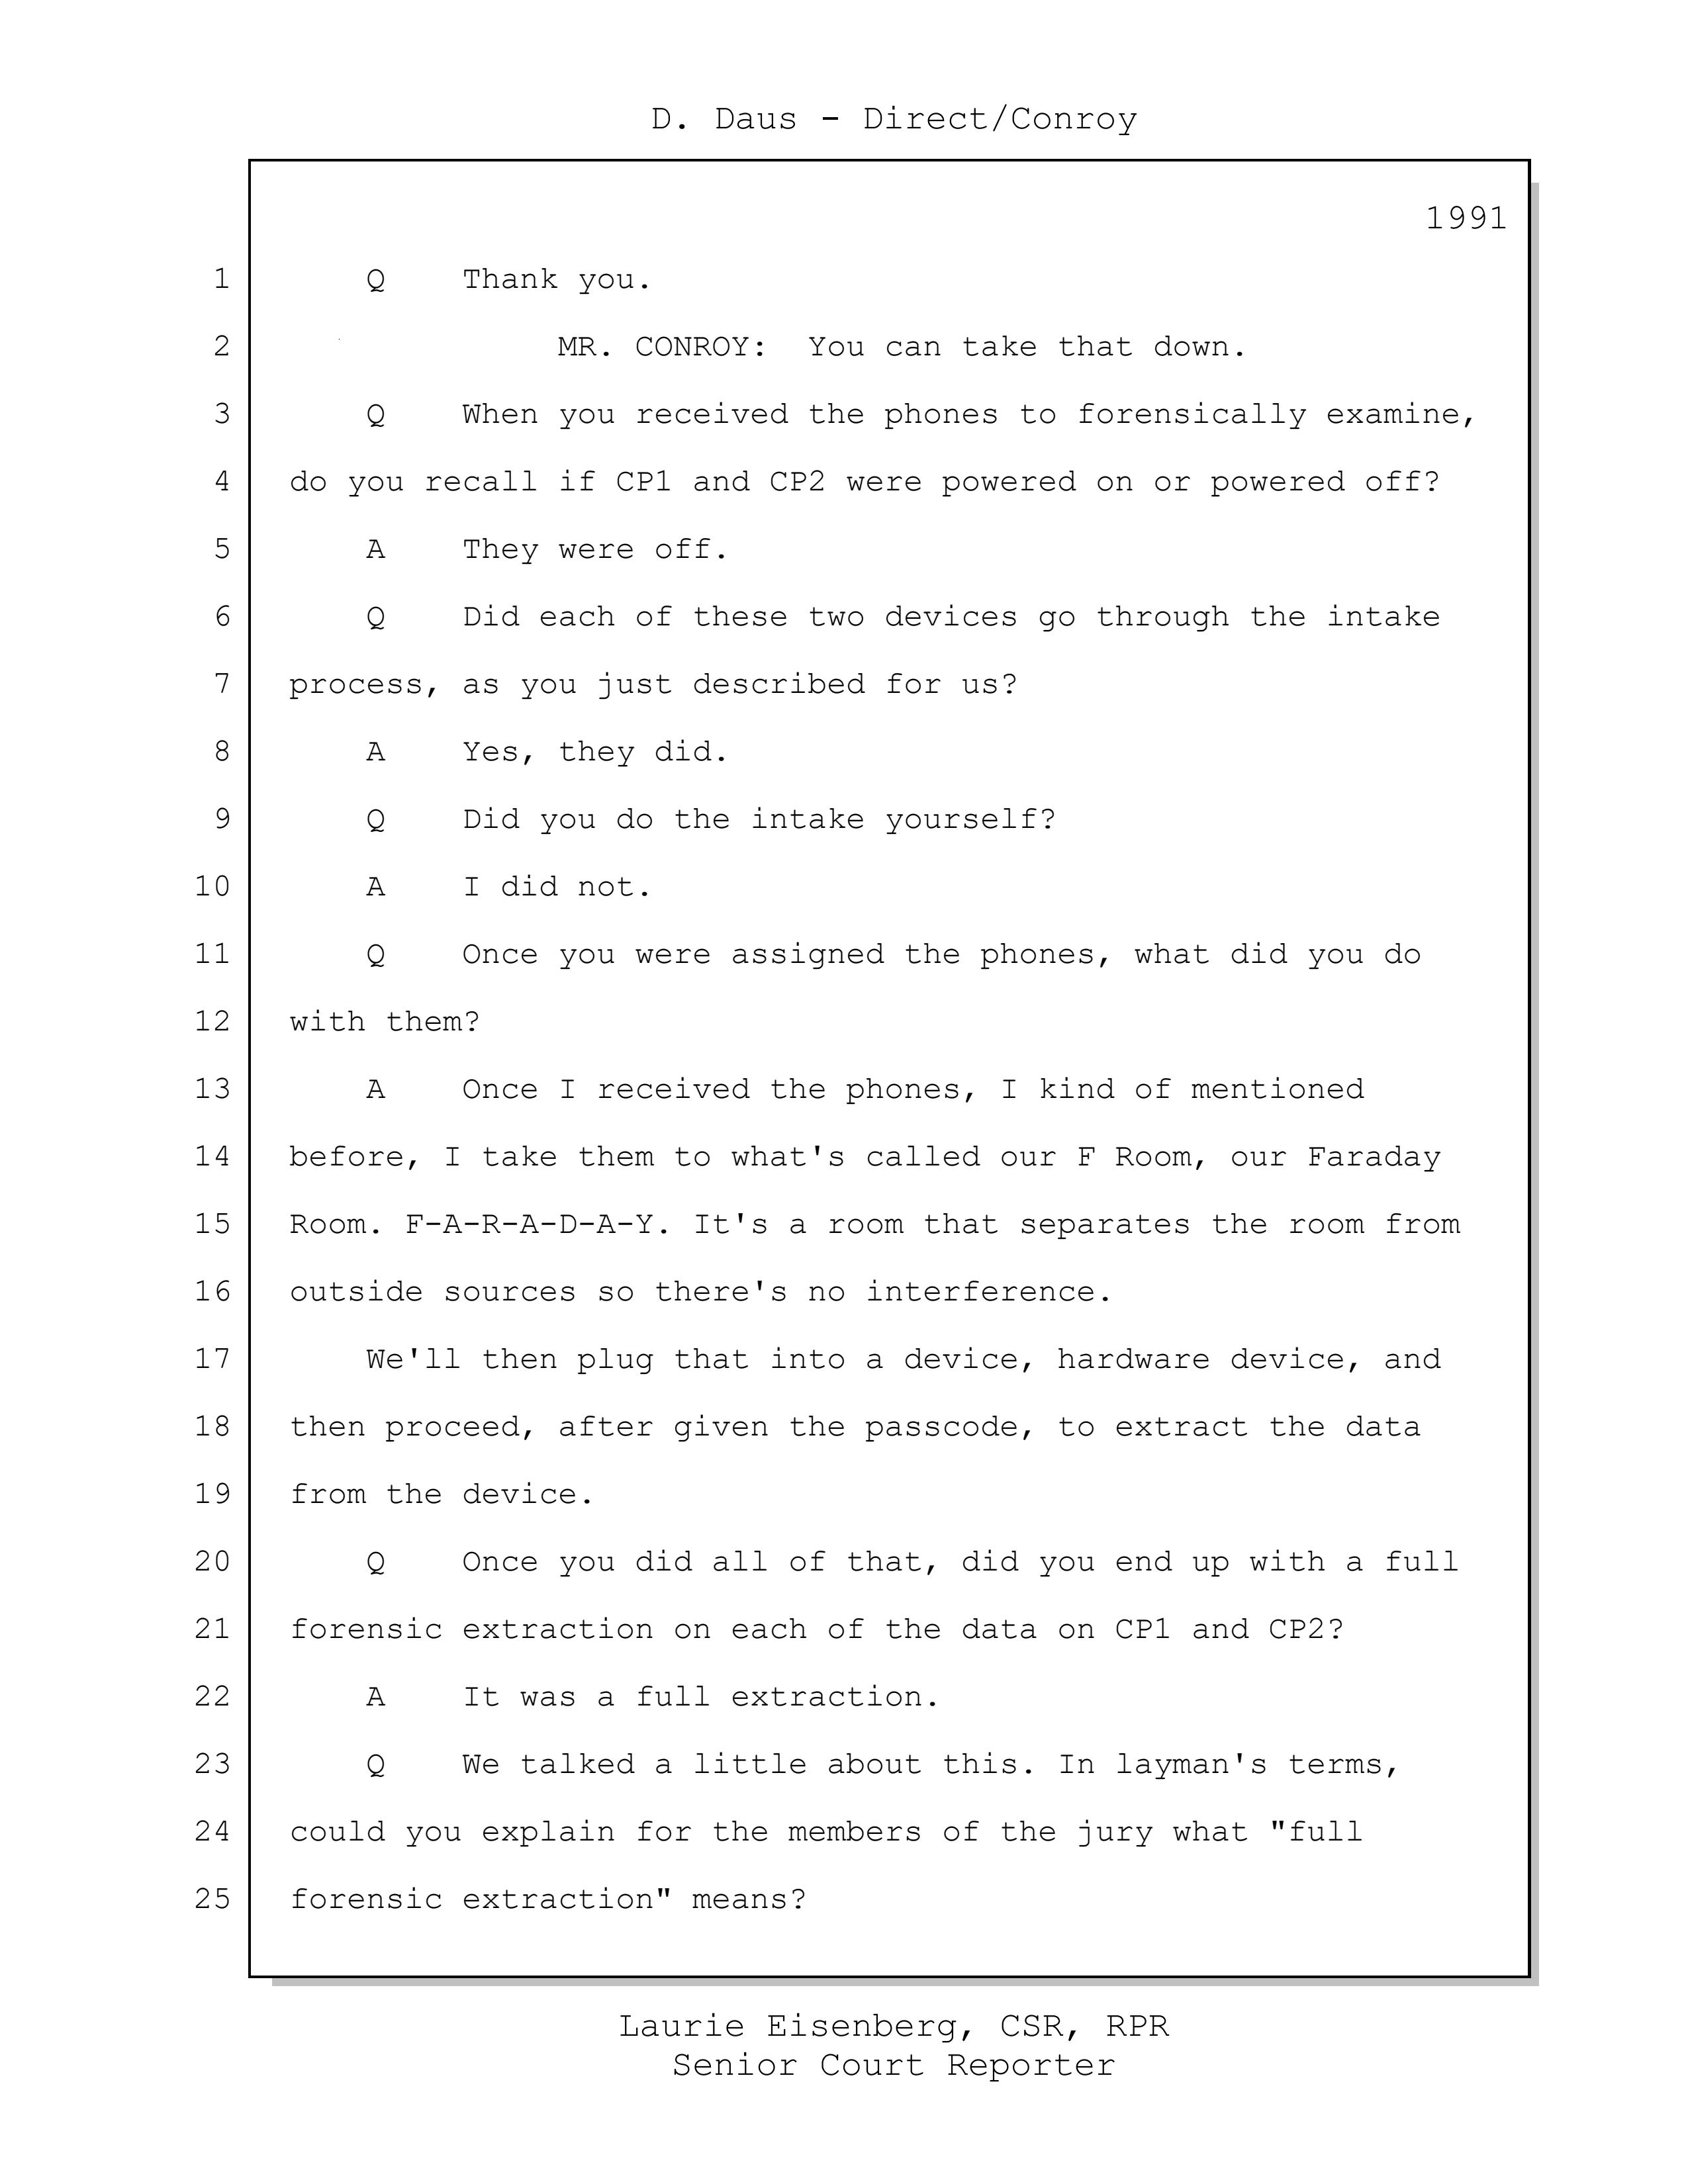 D. Daus - Direct/Conroy
1991
1 Q Thank you.
2 MR. CONROY: You can take that down.
3 Q When you received the phones to forensically examine,
4 do you recall if CP1 and CP2 were powered on or powered off?
5 A They were off.
6 Q Did each of these two devices go through the intake
7 process, as you just described for us?
8 A Yes, they did.
9 Q Did you do the intake yourself?
10 A I did not.
11 Q Once you were assigned the phones, what did you do
12 with them?
13 A Once I received the phones, I kind of mentioned
14 before, I take them to what's called our F Room, our Faraday
15 Room. F-A-R-A-D-A-Y. It's a room that separates the room from
16 outside sources so there's no interference.
17 We'll then plug that into a device, hardware device, and
18 then proceed, after given the passcode, to extract the data
19 from the device.
20 Q Once you did all of that, did you end up with a full
21 forensic extraction on each of the data on CP1 and CP2?
22 A It was a full extraction.
23 Q We talked a little about this. In layman's terms,
24 could you explain for the members of the jury what "full
25 forensic extraction" means?
Laurie Eisenberg, CSR, RPR
Senior Court Reporter